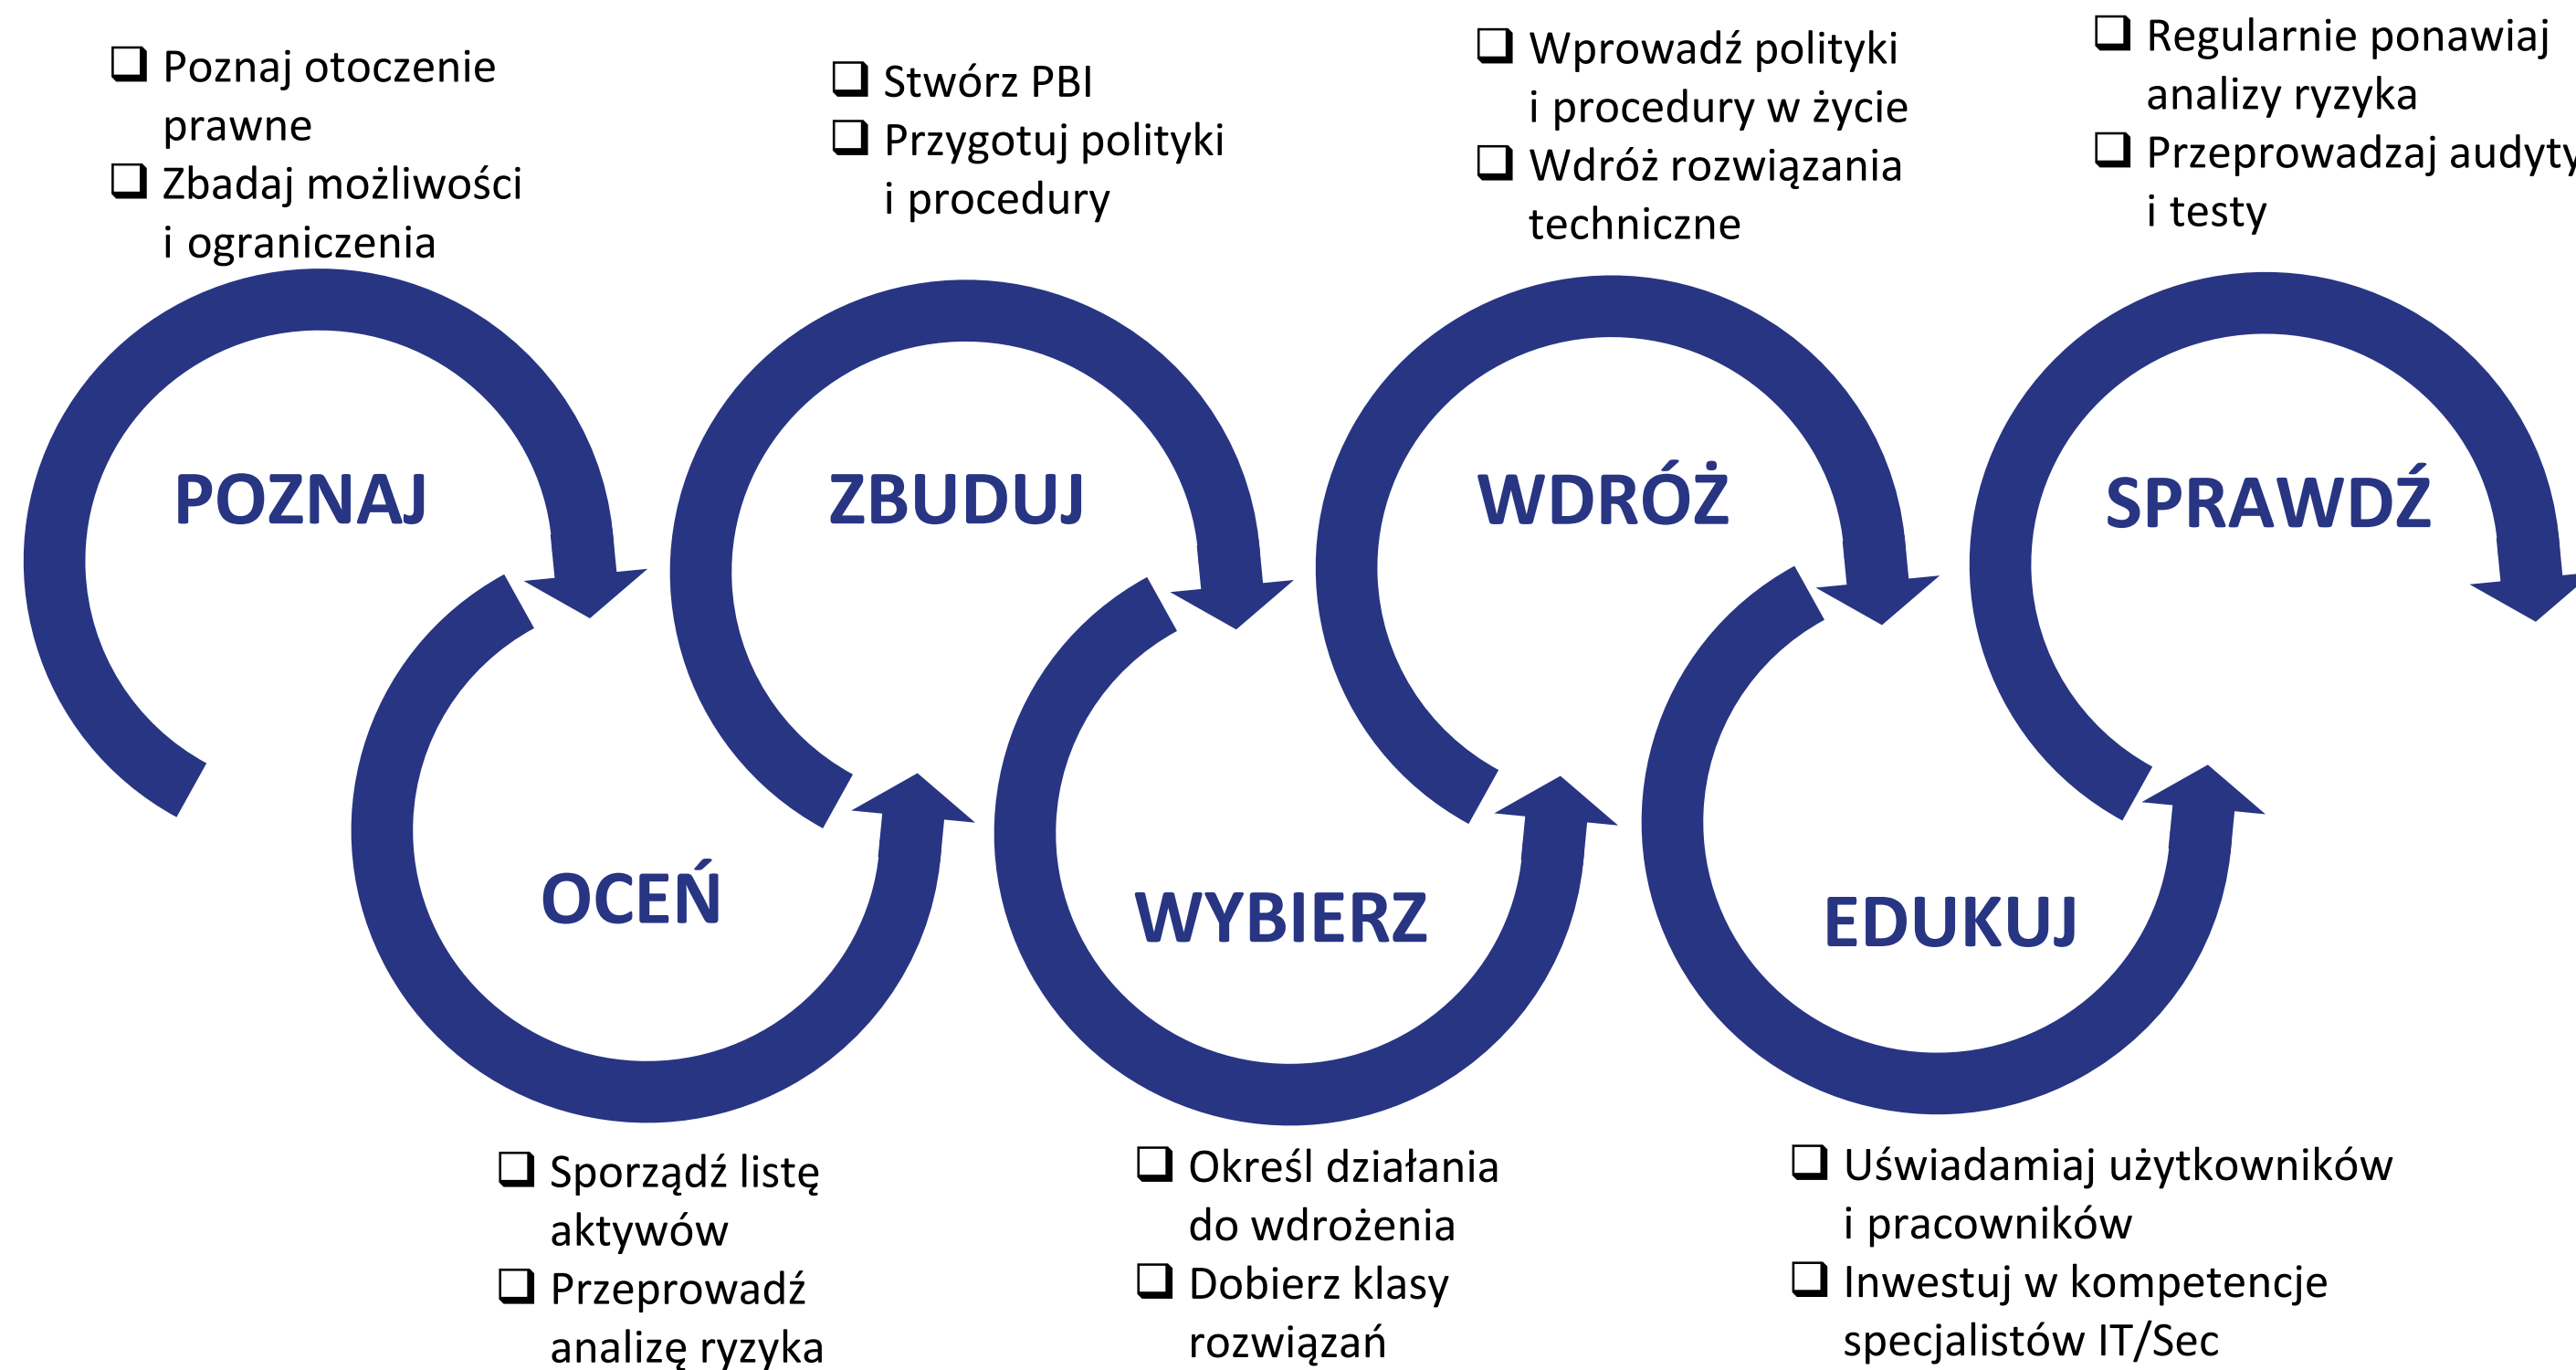 ❑ Poznaj otoczenie
prawne
❑ Zbadaj możliwości
i ograniczenia
POZNAJ
OCEŃ
❑ Sporządź listę
aktywów
❑ Przeprowadź
analizę ryzyka
❑ Stwórz PBI
❑ Przygotuj polityki
i procedury
ZBUDUJ
WYBIERZ
❑ Określ działania
do wdrożenia
❑ Dobierz klasy
rozwiązań
❑ Wprowadź polityki
i procedury w życie
❑ Wdróż rozwiązania
techniczne
WDRÓŻ
EDUKUJ
❑ Uświadamiaj użytkowników
i pracowników
❑ Inwestuj w kompetencje
specjalistów IT/Sec
❑ Regularnie ponawiaj
analizy ryzyka
❑ Przeprowadzaj audyty
i testy
SPRAWDŹ